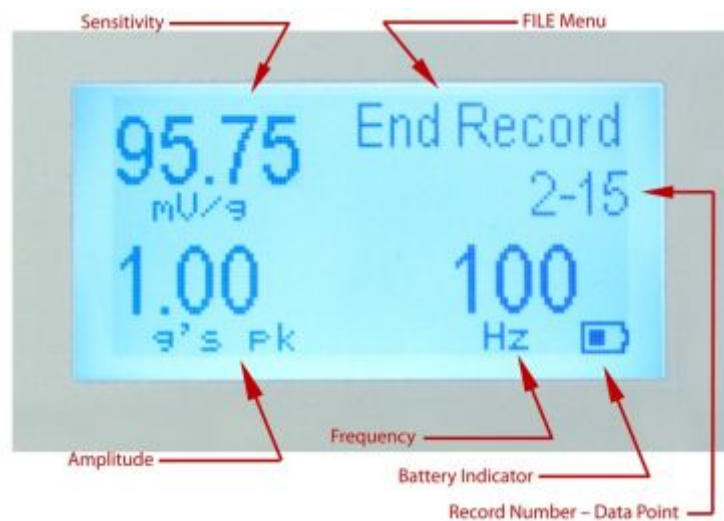 Sensitivity
FILE Menu
95.75
End Record
mV/g
2-15
1.00
100
g's pk
Hz
Frequency
Amplitude
Battery Indicator
Record Number – Data Point